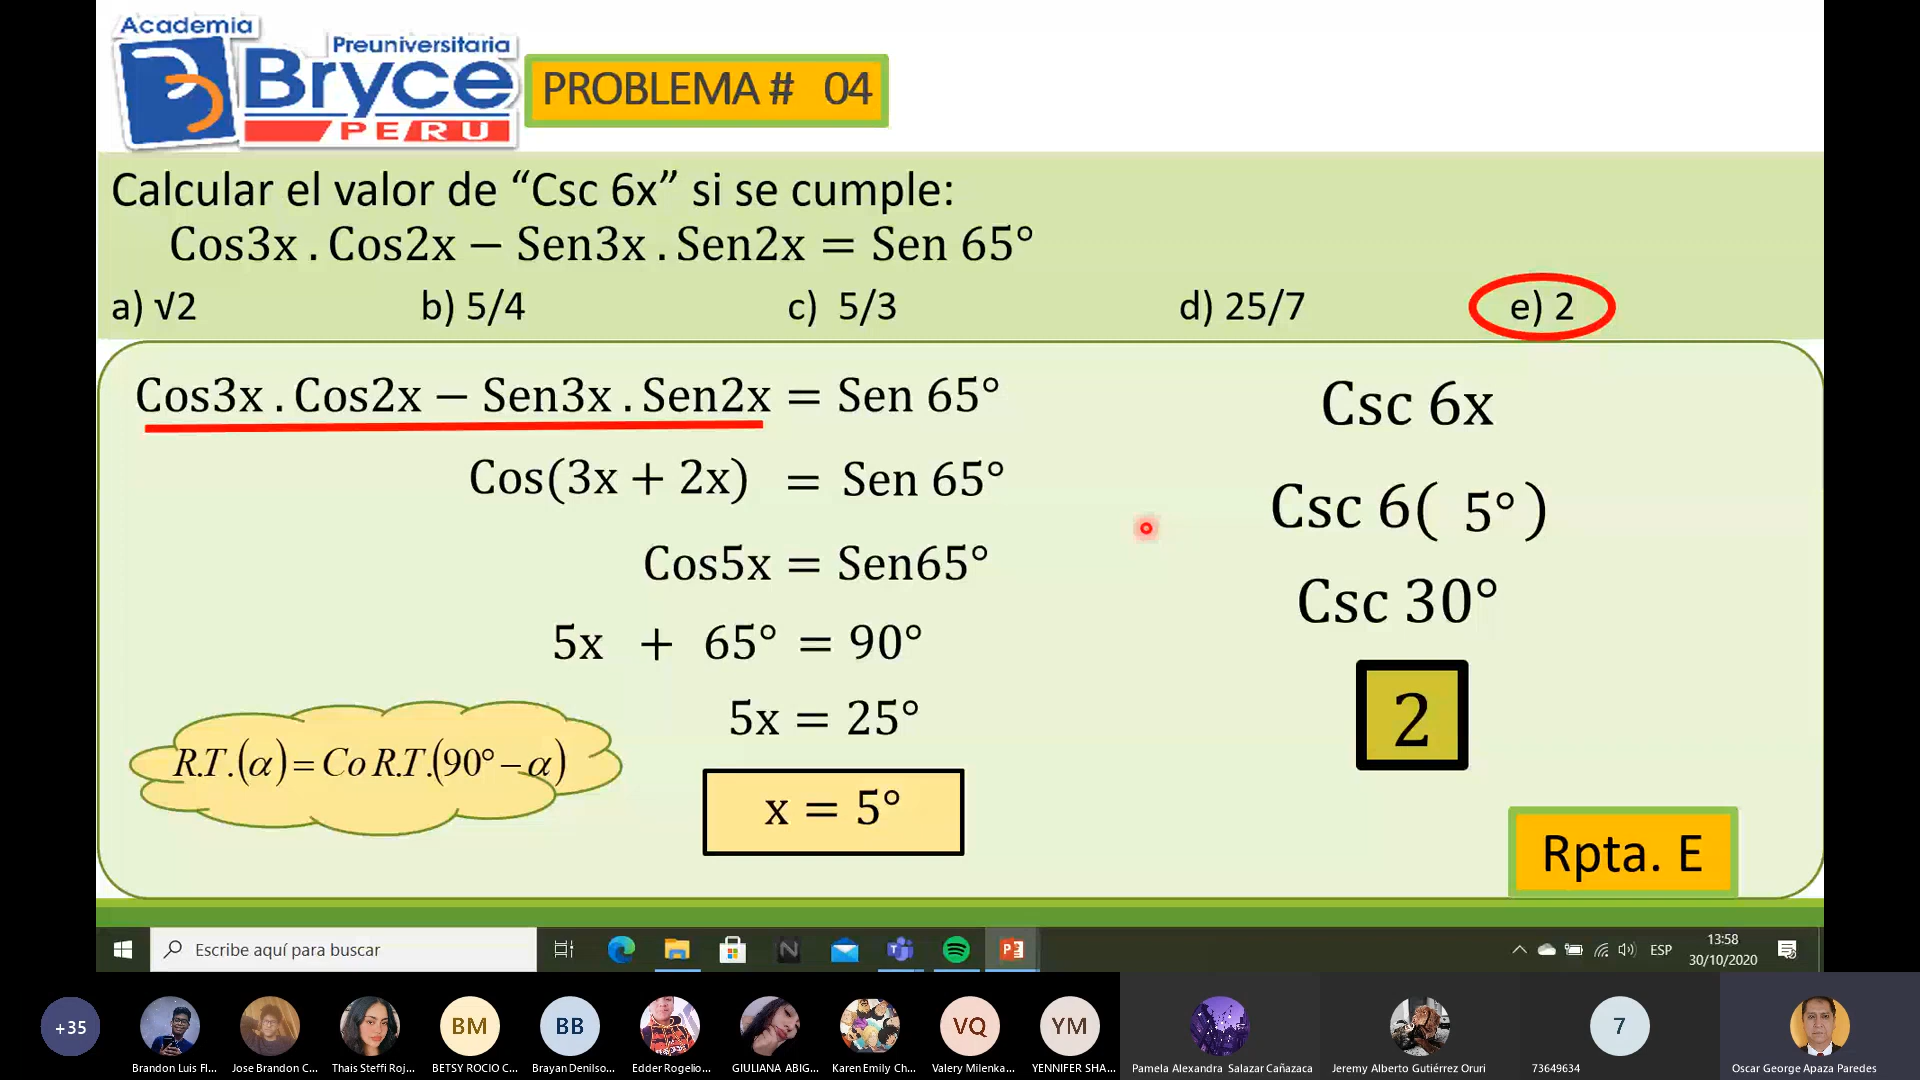 Academia
Preuniversitaria
Bryce
PERU
PROBLEMA # 04
Calcular el valor de “Csc 6x” si se cumple:
Cos3x . Cos2x − Sen3x . Sen2x = Sen 65°
a) √2 b) 5/4 c) 5/3 d) 25/7 e) 2
Cos3x . Cos2x − Sen3x . Sen2x = Sen 65°
Cos(3x + 2x) = Sen 65°
Cos5x = Sen65°
5x + 65° = 90°
5x = 25°
x = 5°
R.T.(α) = Co R.T.(90° − α)
Csc 6x
Csc 6( 5° )
Csc 30°
2
Rpta. E
Escribe aquí para buscar
ESP
13:58
30/10/2020
+35
BM
BB
VQ
YM
7
Brandon Luis Fl...
Jose Brandon C...
Thais Steffi Roj...
BETSY ROCIO C...
Brayan Denilso...
Edder Rogelio...
GIULIANA ABIG...
Karen Emily Ch...
Valery Milenka...
YENNIFER SHA...
Pamela Alexandra Salazar Cañazaca
Jeremy Alberto Gutiérrez Oruri
73649634
Oscar George Apaza Paredes